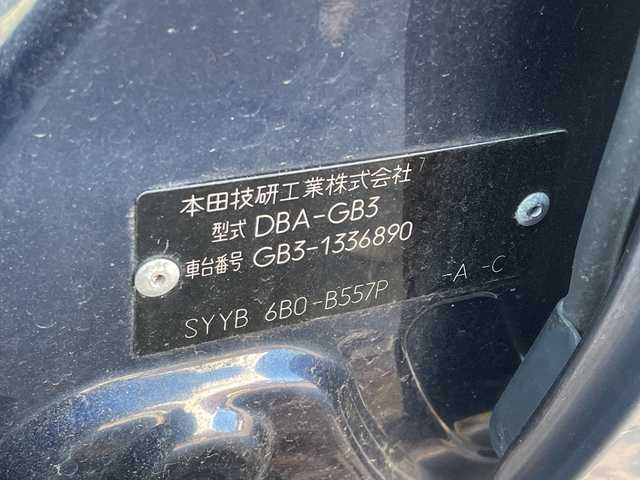 本田技研工業株式会社 7
型式 DBA-GB3
車台番号 GB3-1336890
SYYB 6B0-B557P -A -C